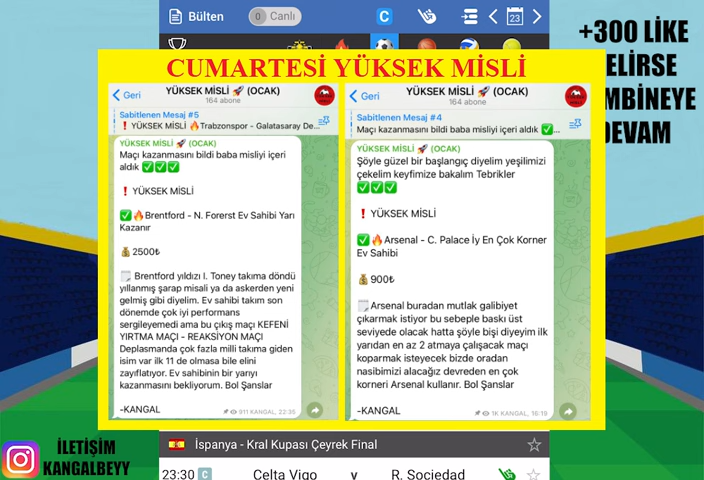 Bülten
0 Canlı
C
23
+300 LİKE
ELİRSE
MBİNEYE
DEVAM
CUMARTESİ YÜKSEK MİSLİ
Geri
YÜKSEK MİSLİ 🚀 (OCAK)
164 abone
Sabitlenen Mesaj #5
❗ YÜKSEK MİSLİ 🔥Trabzonspor - Galatasaray De...
YÜKSEK MİSLİ 🚀 (OCAK)
Maçı kazanmasını bildi baba misliyi içeri
aldık ✅✅✅
❗ YÜKSEK MİSLİ
✅🔥Brentford - N. Forerst Ev Sahibi Yarı
Kazanır
💰 2500₺
🗒 Brentford yıldızı I. Toney takıma döndü
yıllanmış şarap misali ya da askerden yeni
gelmiş gibi diyelim. Ev sahibi takım son
dönemde çok iyi performans
sergileyemedi ama bu çıkış maçı KEFENİ
YIRTMA MAÇI - REAKSİYON MAÇI
Deplasmanda çok fazla milli takıma giden
isim var ilk 11 de olmasa bile elini
zayıflatıyor. Ev sahibinin bir yarıyı
kazanmasını bekliyorum. Bol Şanslar
-KANGAL
911 KANGAL, 22:35
Geri
YÜKSEK MİSLİ 🚀 (OCAK)
164 abone
Sabitlenen Mesaj #4
Maçı kazanmasını bildi baba misliyi içeri aldık ✅...
YÜKSEK MİSLİ 🚀 (OCAK)
Şöyle güzel bir başlangıç diyelim yeşilimizi
çekelim keyfimize bakalım Tebrikler
✅✅✅
❗ YÜKSEK MİSLİ
✅🔥Arsenal - C. Palace İy En Çok Korner
Ev Sahibi
💰900₺
🗒Arsenal buradan mutlak galibiyet
çıkarmak istiyor bu sebeple baskı üst
seviyede olacak hatta şöyle bişi diyeyim ilk
yarıdan en az 2 atmaya çalışacak maçı
koparmak isteyecek bizde oradan
nasibimizi alacağız devreden en çok
korneri Arsenal kullanır. Bol Şanslar
-KANGAL
1K KANGAL, 16:19
İspanya - Kral Kupası Çeyrek Final
23:30 C Celta Vigo v R. Sociedad
İLETİŞİM
KANGALBEYY